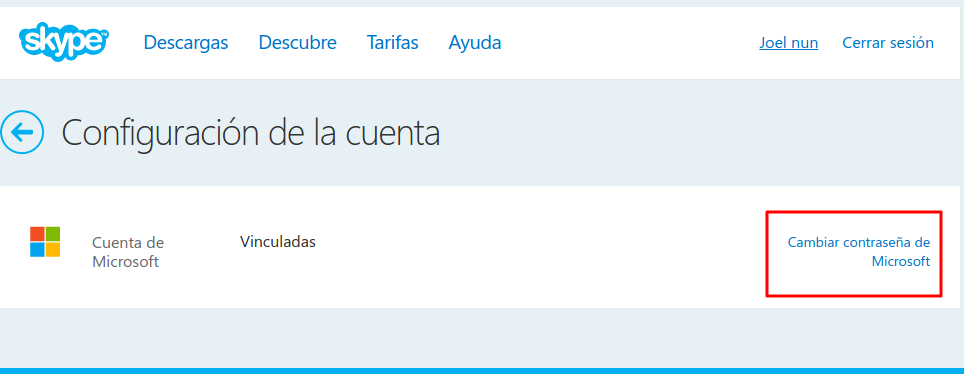 skype™ Descargas Descubre Tarifas Ayuda Joel nun Cerrar sesión
Configuración de la cuenta
Cuenta de
Microsoft
Vinculadas
Cambiar contraseña de
Microsoft